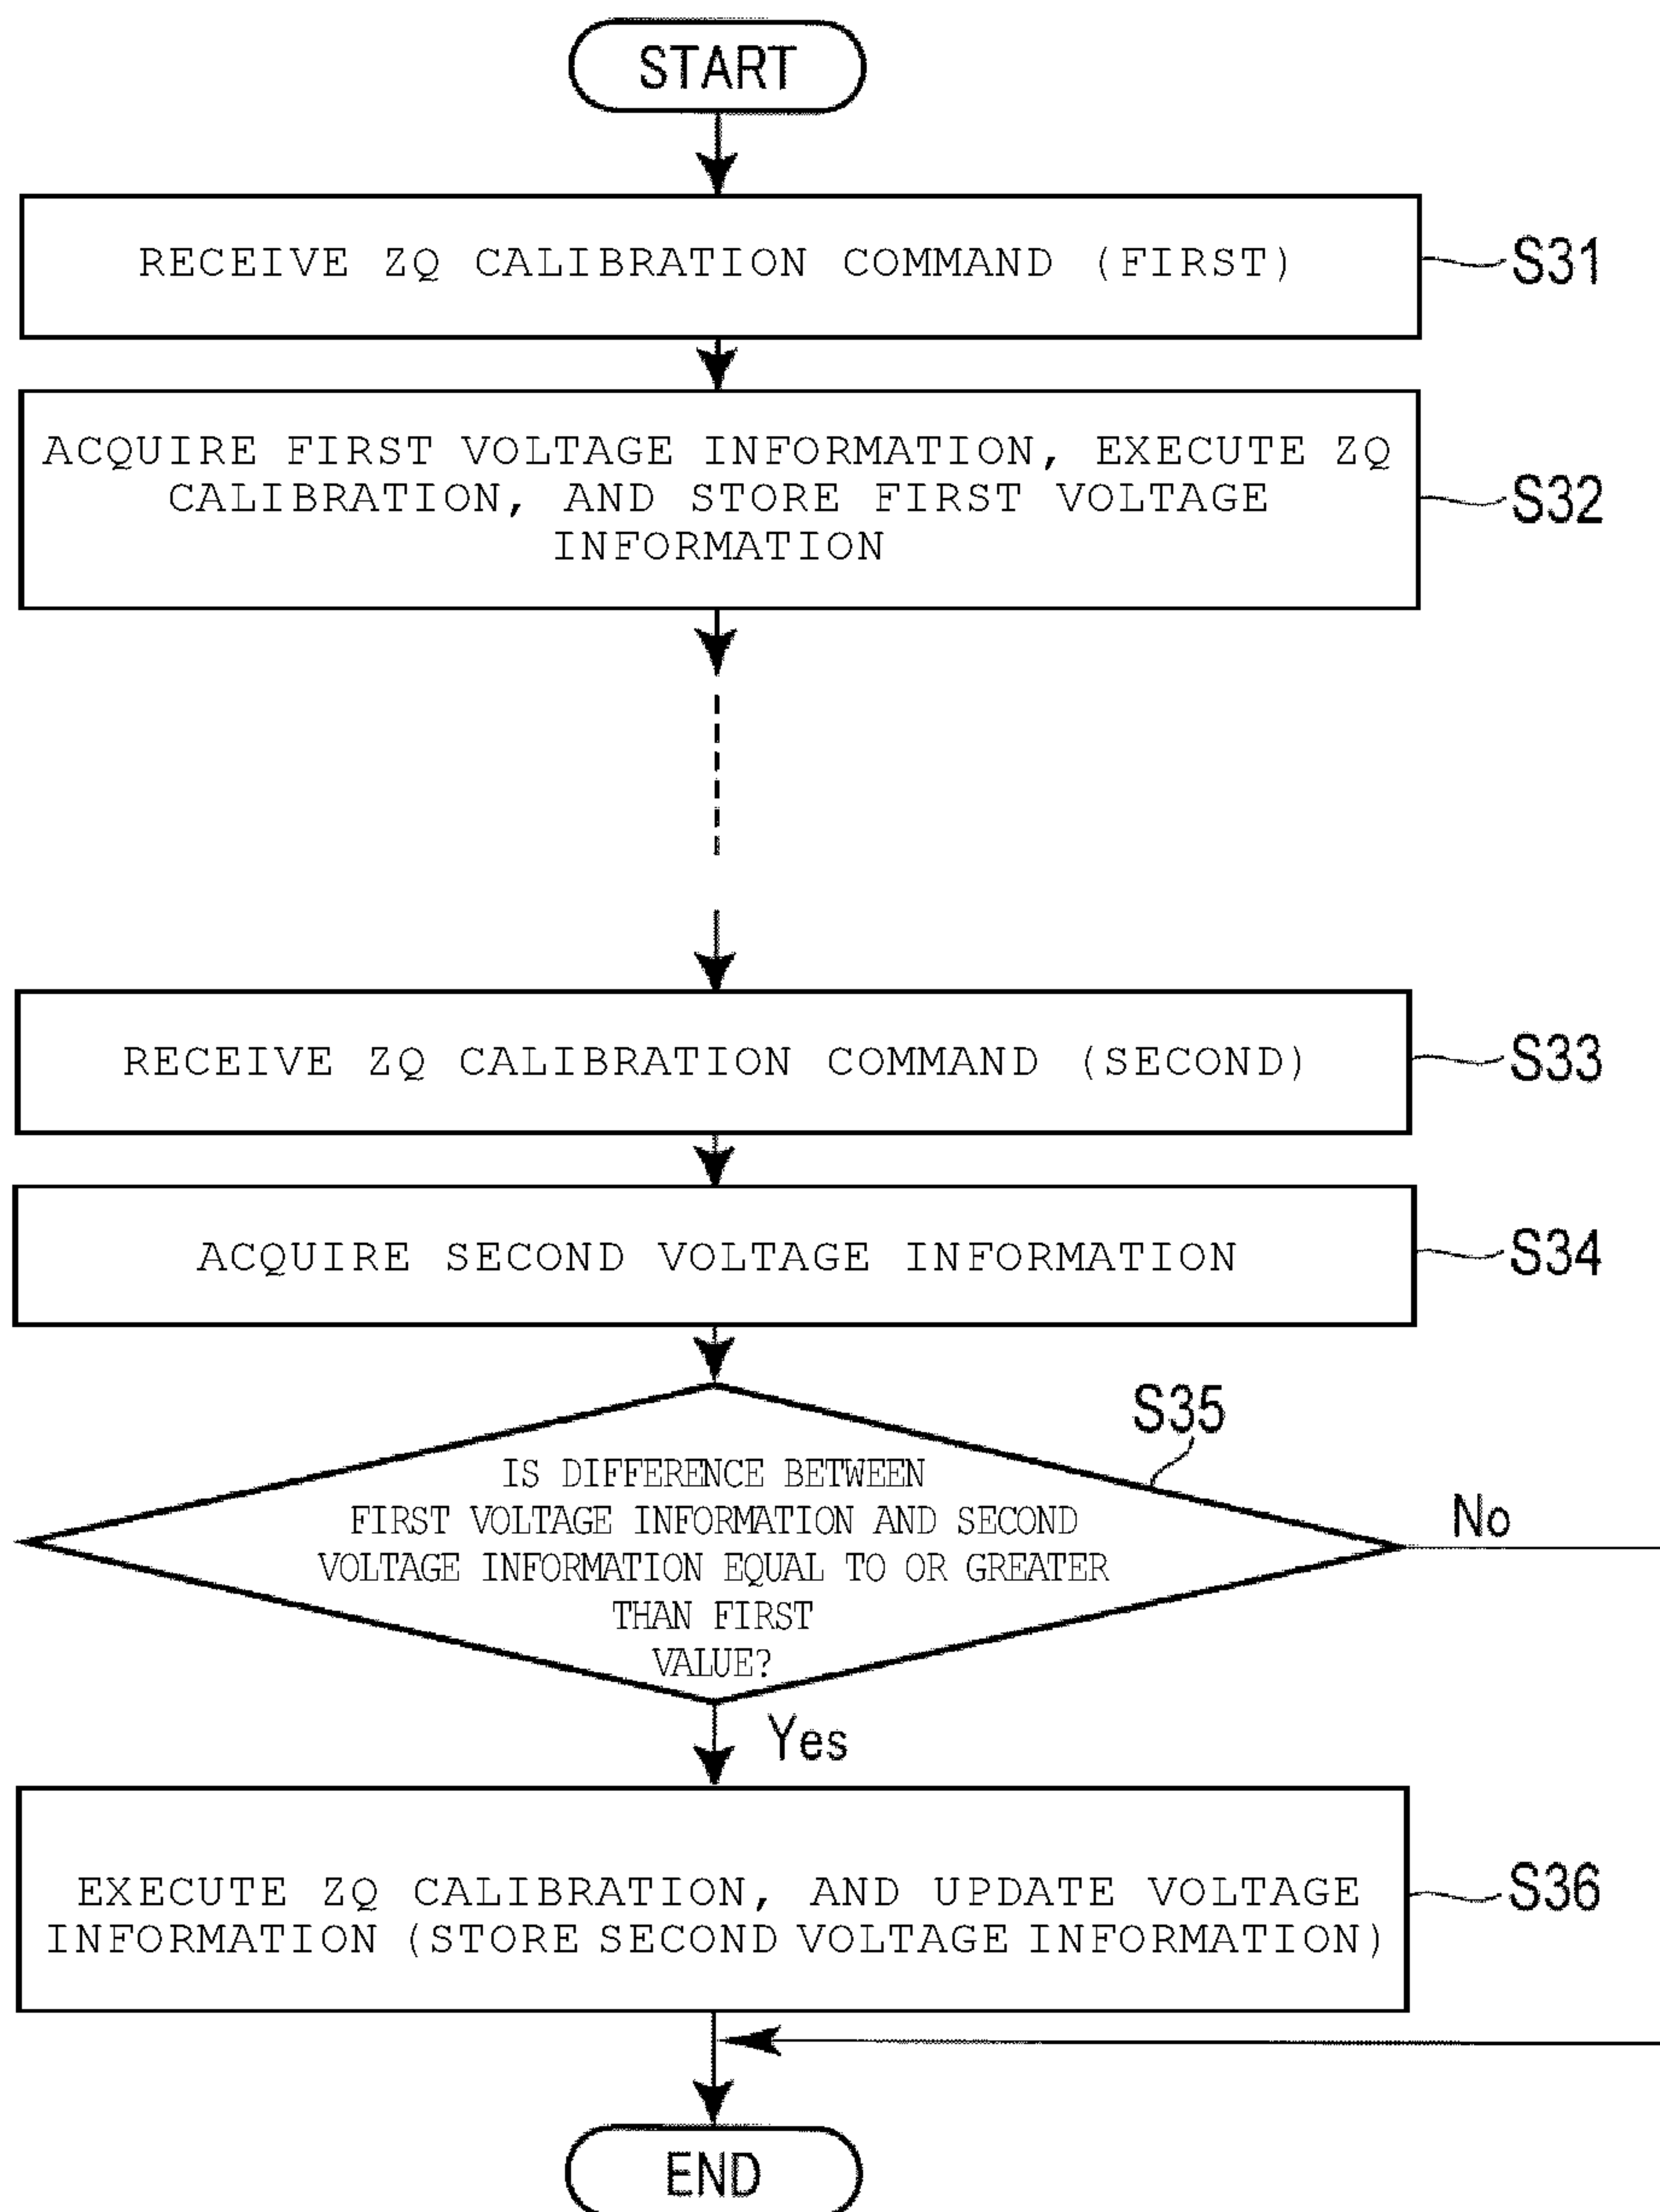 START
RECEIVE ZQ CALIBRATION COMMAND (FIRST)
S31
ACQUIRE FIRST VOLTAGE INFORMATION, EXECUTE ZQ
CALIBRATION, AND STORE FIRST VOLTAGE
INFORMATION
S32
RECEIVE ZQ CALIBRATION COMMAND (SECOND)
S33
ACQUIRE SECOND VOLTAGE INFORMATION
S34
S35
IS DIFFERENCE BETWEEN
FIRST VOLTAGE INFORMATION AND SECOND
VOLTAGE INFORMATION EQUAL TO OR GREATER
THAN FIRST
VALUE?
No
Yes
EXECUTE ZQ CALIBRATION, AND UPDATE VOLTAGE
INFORMATION (STORE SECOND VOLTAGE INFORMATION)
S36
END